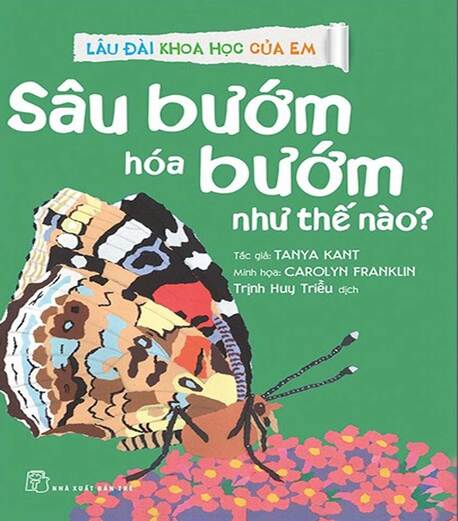 LÂU ĐÀI KHOA HỌC CỦA EM
Sâu bướm
hóa bướm
như thế nào?
Tác giả: TANYA KANT
Minh họa: CAROLYN FRANKLIN
Trịnh Huy Triều dịch
NHÀ XUẤT BẢN TRẺ